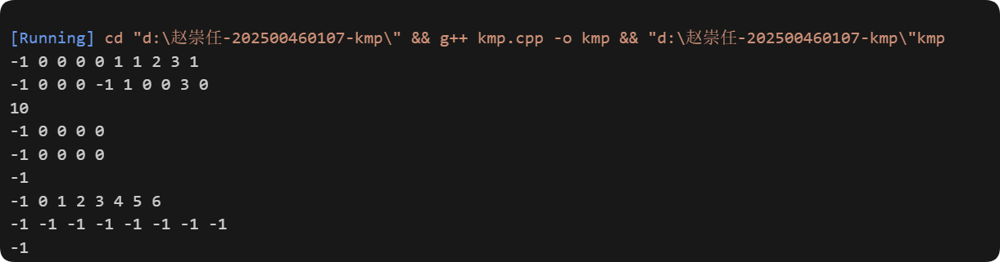 [Running] cd "d:\赵崇任-202500460107-kmp\" && g++ kmp.cpp -o kmp && "d:\赵崇任-202500460107-kmp\"kmp
-1 0 0 0 0 1 1 2 3 1
-1 0 0 0 -1 1 0 0 3 0
10
-1 0 0 0 0
-1 0 0 0 0
-1
-1 0 1 2 3 4 5 6
-1 -1 -1 -1 -1 -1 -1 -1
-1